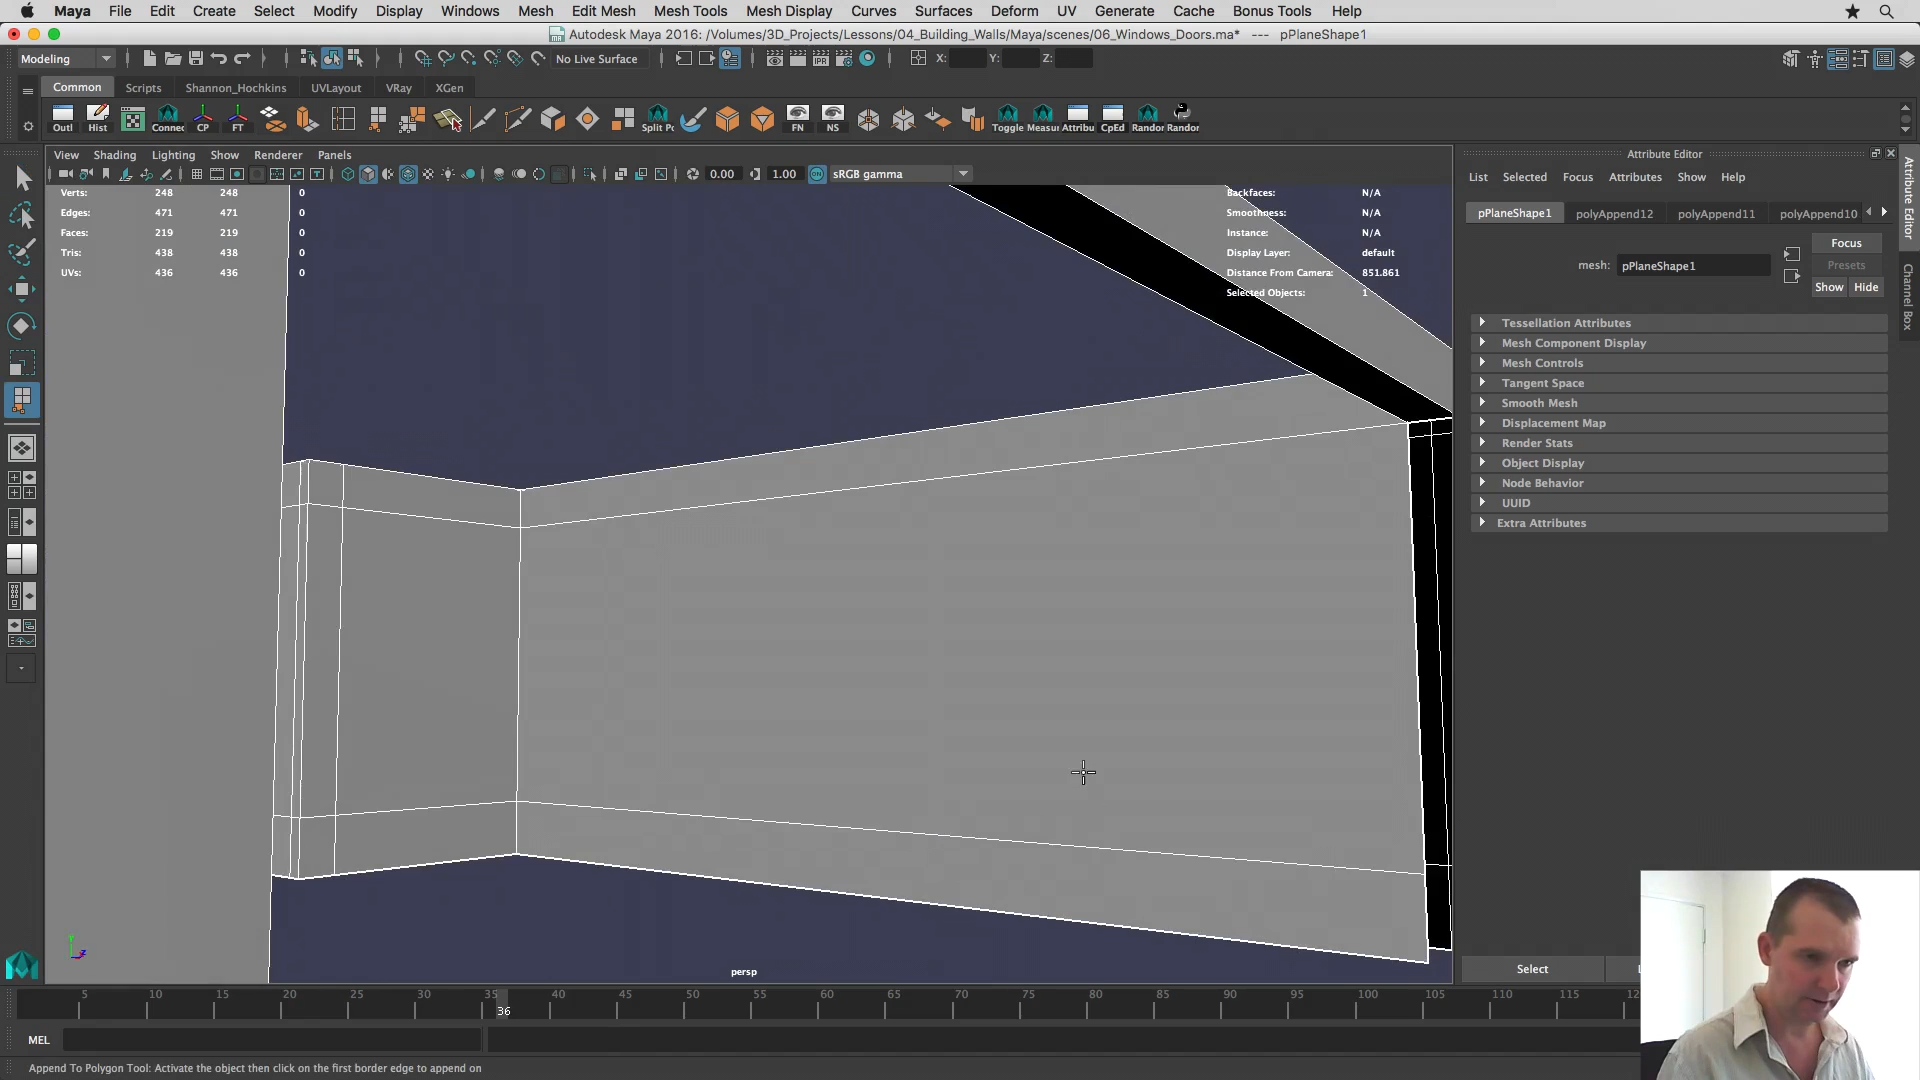 Maya File Edit Create Select Modify Display Windows Mesh Edit Mesh Mesh Tools Mesh Display Curves Surfaces Deform UV Generate Cache Bonus Tools Help
Autodesk Maya 2016: /Volumes/3D_Projects/Lessons/04_Building_Walls/Maya/scenes/06_Windows_Doors.ma* --- pPlaneShape1
Modeling No Live Surface IPR X: Y: Z:
Common Scripts Shannon_Hochkins UVLayout VRay XGen
Outl Hist Connec CP FT Split Po FN NS Toggle Measu Attribu CpEd Randor Randor
View Shading Lighting Show Renderer Panels
0.00 1.00 ON sRGB gamma
Verts: 248 248 0
Edges: 471 471 0
Faces: 219 219 0
Tris: 438 438 0
UVs: 436 436 0
Backfaces: N/A
Smoothness: N/A
Instance: N/A
Display Layer: default
Distance From Camera: 851.861
Selected Objects: 1
persp
Attribute Editor
List Selected Focus Attributes Show Help
pPlaneShape1 polyAppend12 polyAppend11 polyAppend10
Focus
mesh: pPlaneShape1 Presets
Show Hide
Tessellation Attributes
Mesh Component Display
Mesh Controls
Tangent Space
Smooth Mesh
Displacement Map
Render Stats
Object Display
Node Behavior
UUID
Extra Attributes
Select
Attribute Editor
Channel Box
5 10 15 20 25 30 35 40 45 50 55 60 65 70 75 80 85 90 95 100 105 110 115
36
MEL
Append To Polygon Tool: Activate the object then click on the first border edge to append on